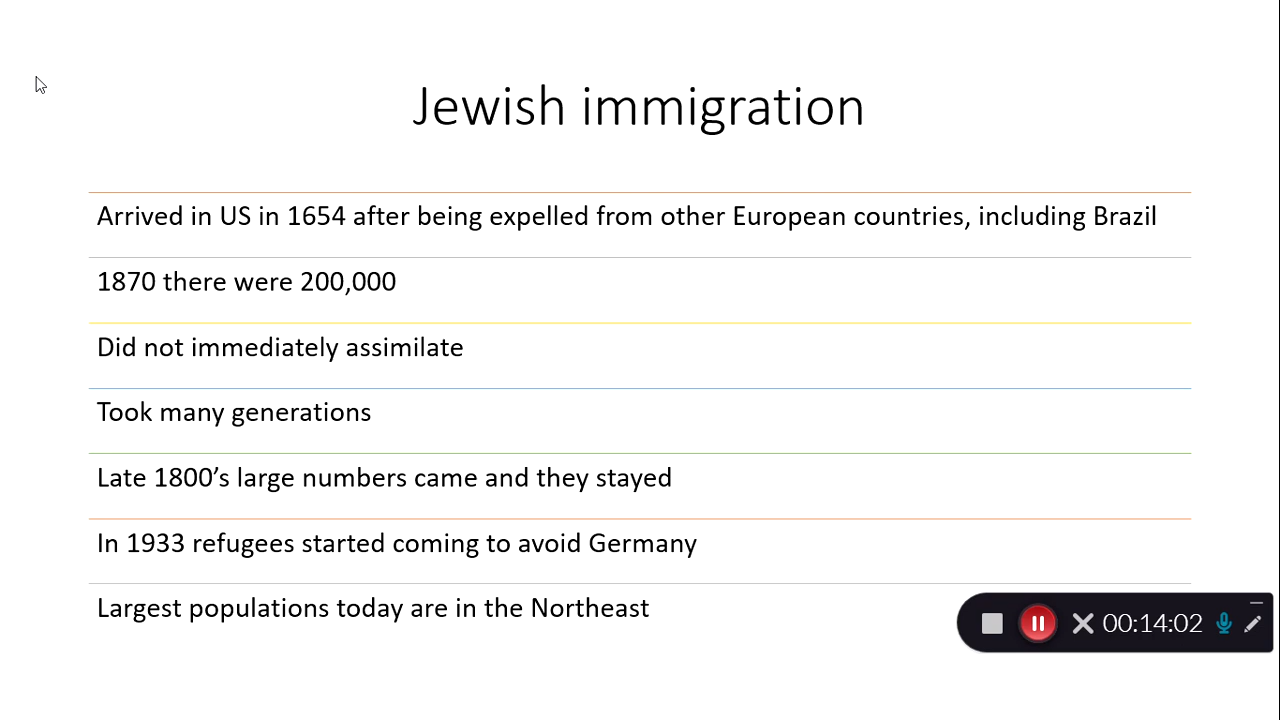 Jewish immigration
Arrived in US in 1654 after being expelled from other European countries, including Brazil
1870 there were 200,000
Did not immediately assimilate
Took many generations
Late 1800’s large numbers came and they stayed
In 1933 refugees started coming to avoid Germany
Largest populations today are in the Northeast
00:14:02